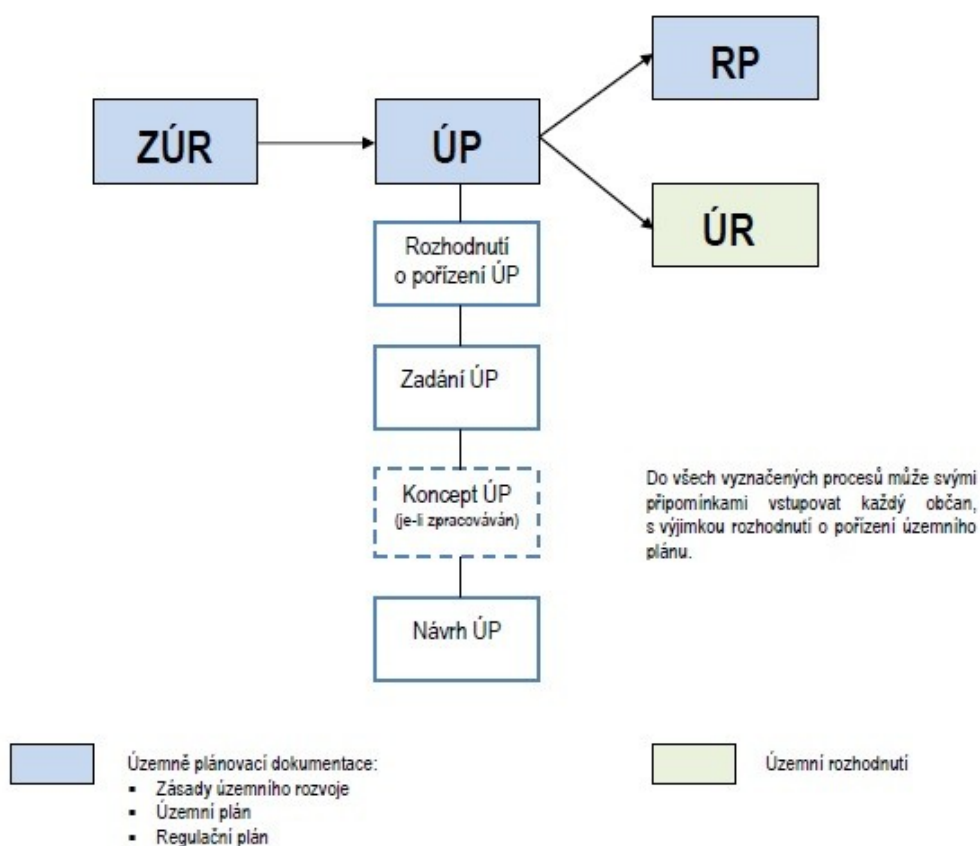 RP
ZÚR
ÚP
ÚR
Rozhodnutí
o pořízení ÚP
Zadání ÚP
Koncept ÚP
(je-li zpracováván)
Do všech vyznačených procesů může svými
připomínkami vstupovat každý občan,
s výjimkou rozhodnutí o pořízení územního
plánu.
Návrh ÚP
Územně plánovací dokumentace:
▪ Zásady územního rozvoje
▪ Územní plán
▪ Regulační plán
Územní rozhodnutí